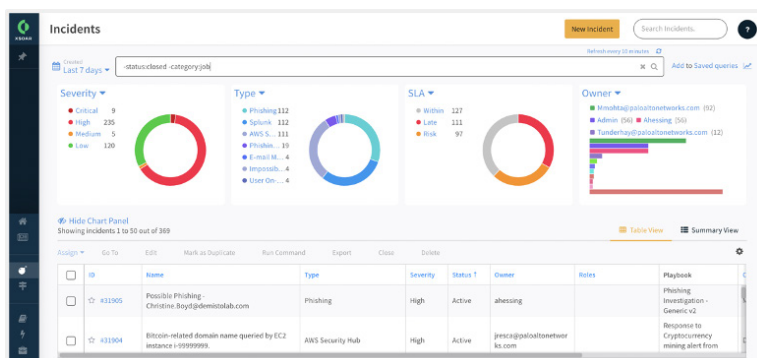 XSOAR
Incidents
New Incident
Search Incidents.
?
Refresh every 10 minutes
Created
Last 7 days
-status:closed -category:job
Add to Saved queries
Severity
Critical 9
High 235
Medium 5
Low 120
Type
Phishing 112
Splunk 112
AWS S... 111
Phishin... 19
E-mail M... 4
Impossib... 4
User On-... 4
SLA
Within 127
Late 111
Risk 97
Owner
Mmohta@paloaltonetworks.com (92)
Admin (56) Ahessing (56)
Tunderhay@paloaltonetworks.com (12)
Hide Chart Panel
Showing incidents 1 to 50 out of 369
Table View Summary View
Assign Go To Edit Mark as Duplicate Run Command Export Close Delete
ID Name Type Severity Status Owner Roles Playbook
#31905 Possible Phishing - Christine.Boyd@demistolab.com Phishing High Active ahessing Phishing Investigation - Generic v2
#31904 Bitcoin-related domain name queried by EC2 instance i-99999999. AWS Security Hub High Active jresca@paloaltonetworks.com Response to Cryptocurrency mining alert from